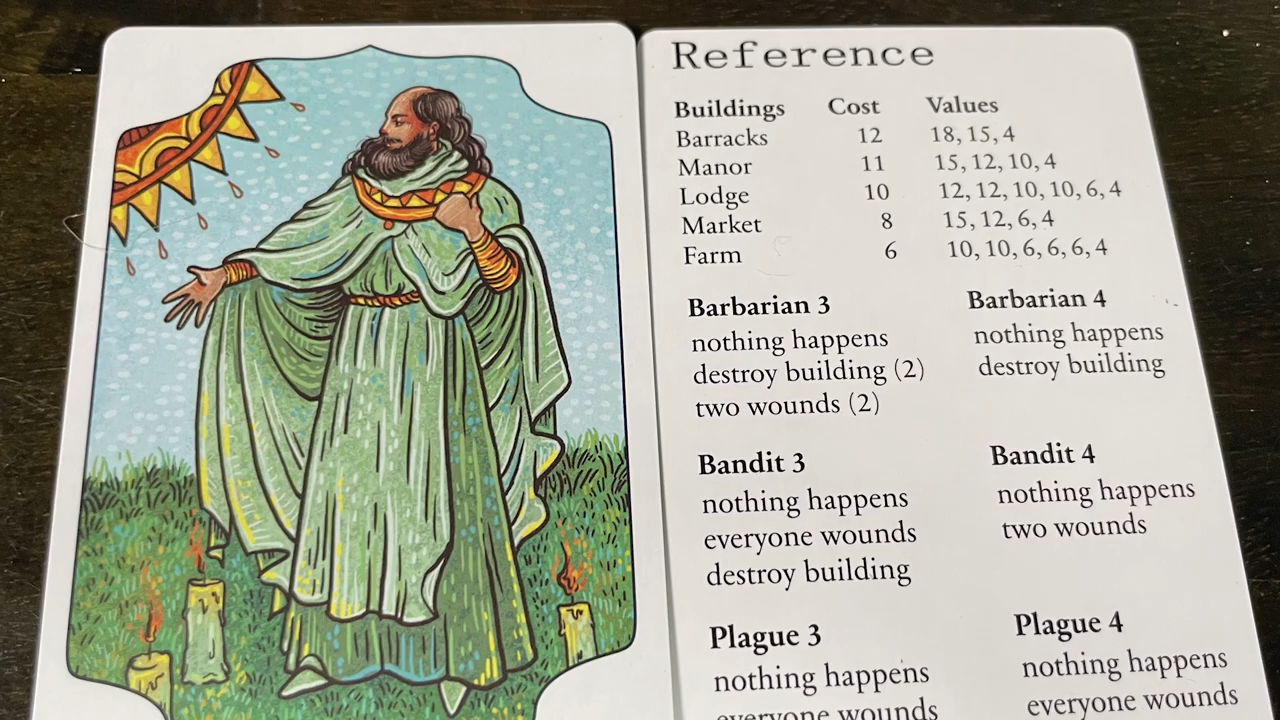 Reference
Buildings Cost Values
Barracks 12 18, 15, 4
Manor 11 15, 12, 10, 4
Lodge 10 12, 12, 10, 10, 6, 4
Market 8 15, 12, 6, 4
Farm 6 10, 10, 6, 6, 6, 4
Barbarian 3
nothing happens
destroy building (2)
two wounds (2)
Barbarian 4
nothing happens
destroy building
Bandit 3
nothing happens
everyone wounds
destroy building
Bandit 4
nothing happens
two wounds
Plague 3
nothing happens
everyone wounds
Plague 4
nothing happens
everyone wounds